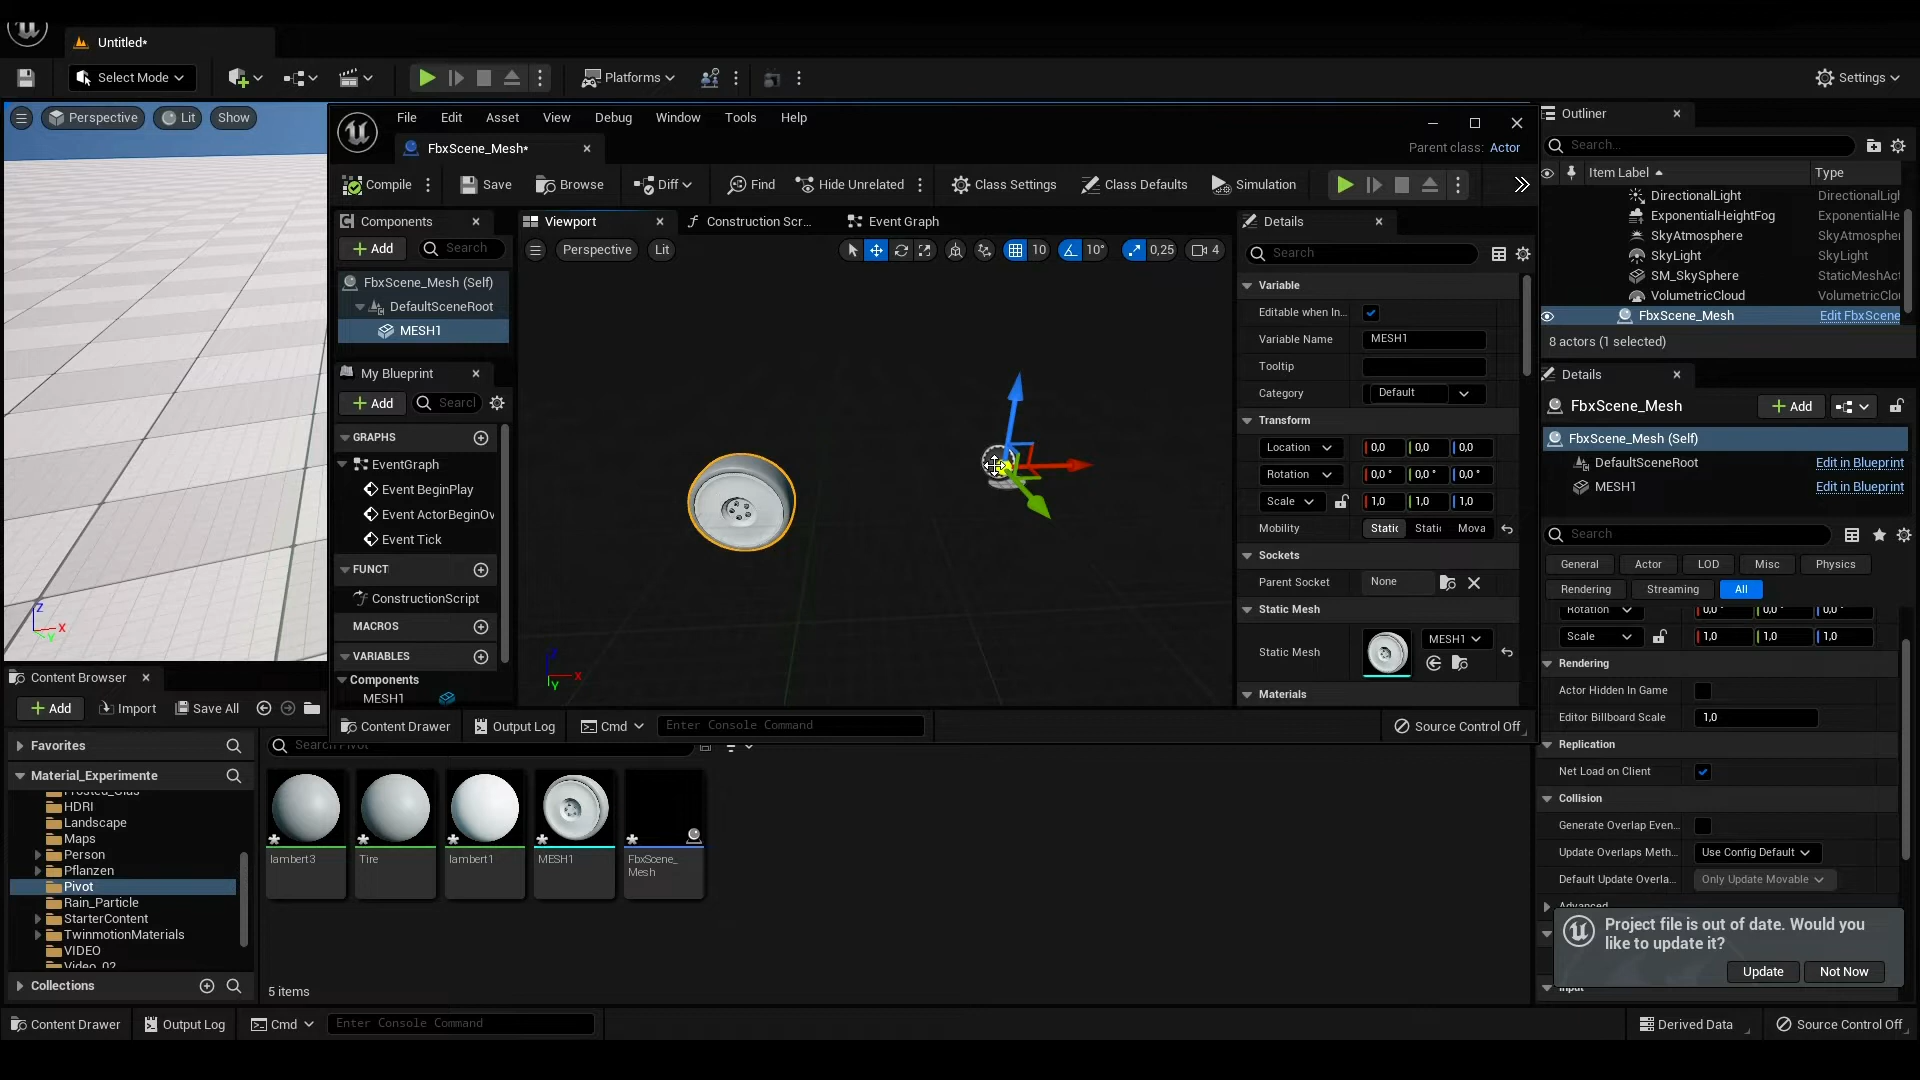 Untitled*
Select Mode
Platforms
Settings
Perspective
Lit
Show
File
Edit
Asset
View
Debug
Window
Tools
Help
FbxScene_Mesh*
Parent class: Actor
Compile
Save
Browse
Diff
Find
Hide Unrelated
Class Settings
Class Defaults
Simulation
Components
Add
Search
FbxScene_Mesh (Self)
DefaultSceneRoot
MESH1
My Blueprint
Add
Search
GRAPHS
EventGraph
Event BeginPlay
Event ActorBeginOv
Event Tick
FUNCT
ConstructionScript
MACROS
VARIABLES
Components
MESH1
Viewport
Construction Scr...
Event Graph
Perspective
Lit
10
10°
0,25
4
Z
X
Y
Details
Search
Variable
Editable when In...
Variable Name
MESH1
Tooltip
Category
Default
Transform
Location
0,0
0,0
0,0
Rotation
0,0 °
0,0 °
0,0 °
Scale
1,0
1,0
1,0
Mobility
Static
Static
Mova
Sockets
Parent Socket
None
Static Mesh
Static Mesh
MESH1
Materials
Content Drawer
Output Log
Cmd
Enter Console Command
Source Control Off
Outliner
Search...
Item Label
Type
DirectionalLight
DirectionalLigh
ExponentialHeightFog
ExponentialHe
SkyAtmosphere
SkyAtmosphe
SkyLight
SkyLight
SM_SkySphere
StaticMeshAct
VolumetricCloud
VolumetricClou
FbxScene_Mesh
Edit FbxScene
8 actors (1 selected)
Details
FbxScene_Mesh
Add
FbxScene_Mesh (Self)
DefaultSceneRoot
Edit in Blueprint
MESH1
Edit in Blueprint
Search
General
Actor
LOD
Misc
Physics
Rendering
Streaming
All
Rotation
0,0 °
0,0 °
0,0 °
Scale
1,0
1,0
1,0
Rendering
Actor Hidden In Game
Editor Billboard Scale
1,0
Replication
Net Load on Client
Collision
Generate Overlap Even...
Update Overlaps Meth...
Use Config Default
Default Update Overla...
Only Update Movable
Advanced
Project file is out of date. Would you
like to update it?
Update
Not Now
Input
Z
X
Y
Content Browser
Add
Import
Save All
Favorites
Material_Experimente
Frosted_Glas
HDRI
Landscape
Maps
Person
Pflanzen
Pivot
Rain_Particle
StarterContent
TwinmotionMaterials
VIDEO
Video_02
Collections
Search Pivot
lambert3
Tire
lambert1
MESH1
FbxScene_
Mesh
5 items
Content Drawer
Output Log
Cmd
Enter Console Command
Derived Data
Source Control Off